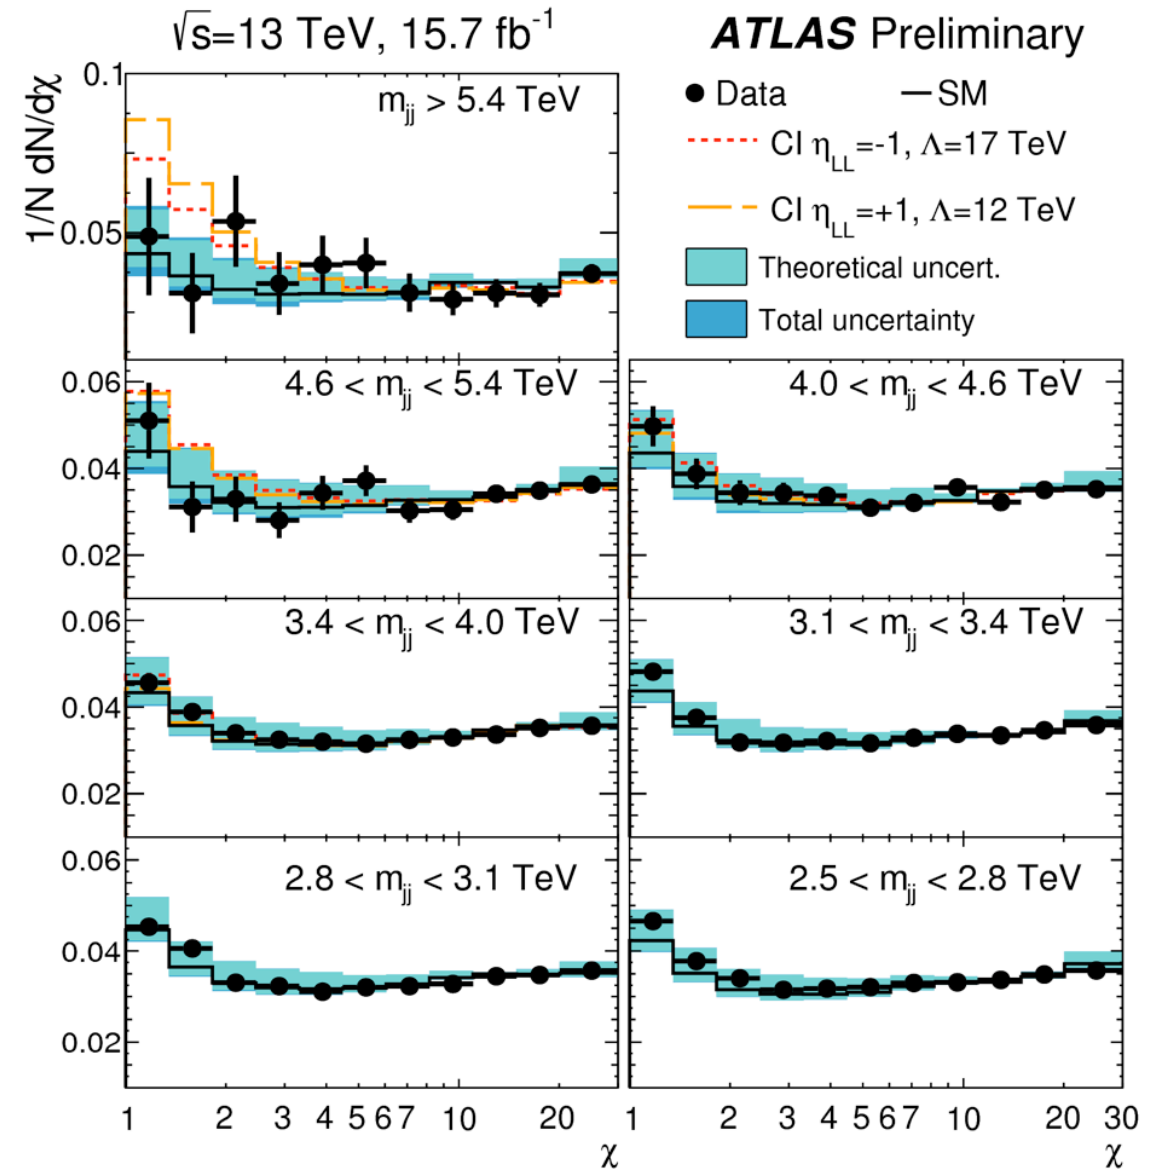 √s=13 TeV, 15.7 fb⁻¹
ATLAS Preliminary
Data
SM
CI η_LL=-1, Λ=17 TeV
CI η_LL=+1, Λ=12 TeV
Theoretical uncert.
Total uncertainty
1/N dN/dχ
0.1
0.05
m_jj > 5.4 TeV
4.6 < m_jj < 5.4 TeV
0.06
0.04
0.02
4.0 < m_jj < 4.6 TeV
3.4 < m_jj < 4.0 TeV
0.06
0.04
0.02
3.1 < m_jj < 3.4 TeV
2.8 < m_jj < 3.1 TeV
0.06
0.04
0.02
2.5 < m_jj < 2.8 TeV
1 2 3 4 5 6 7 10 20
1 2 3 4 5 6 7 10 20 30
χ
χ